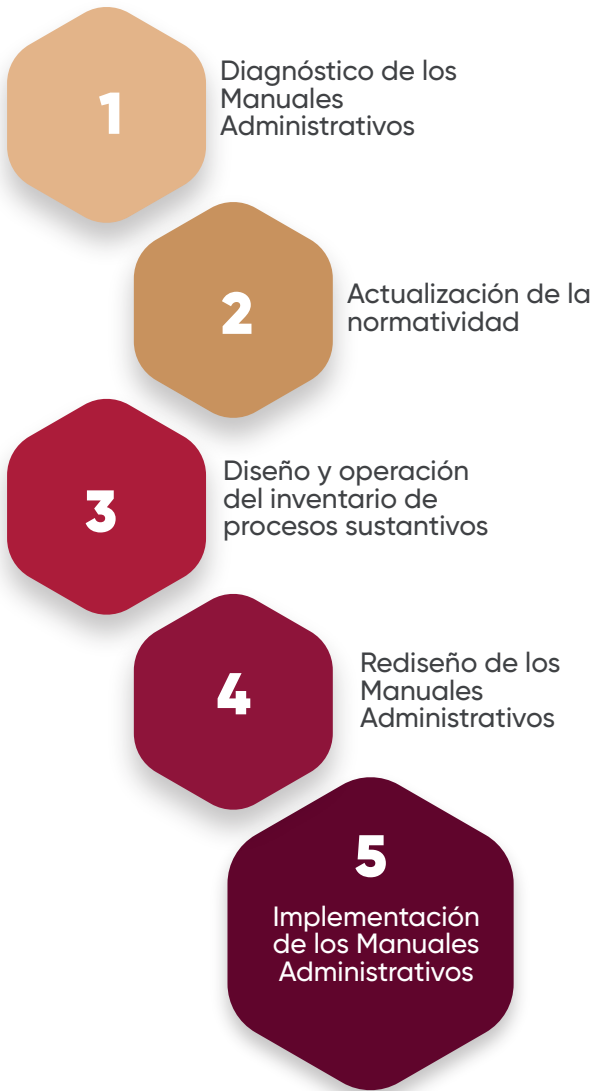 1
Diagnóstico de los
Manuales
Administrativos
2
Actualización de la
normatividad
3
Diseño y operación
del inventario de
procesos sustantivos
4
Rediseño de los
Manuales
Administrativos
5
Implementación
de los Manuales
Administrativos